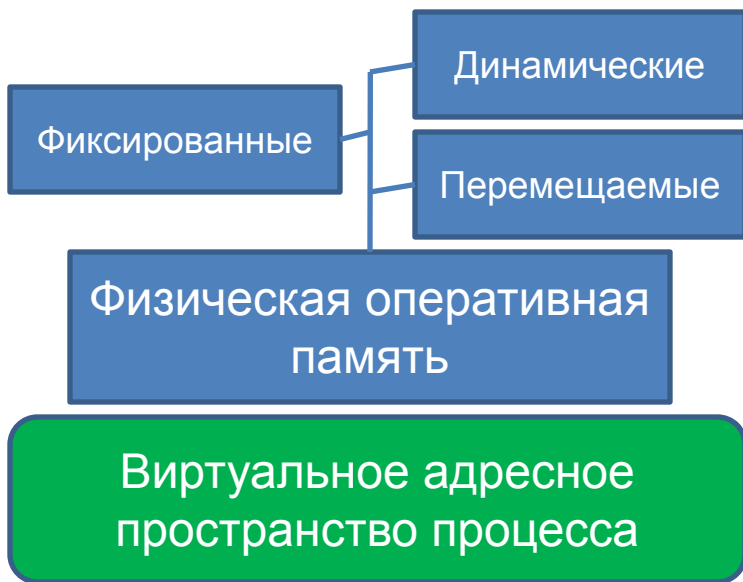 Динамические
Фиксированные
Перемещаемые
Физическая оперативная
память
Виртуальное адресное
пространство процесса